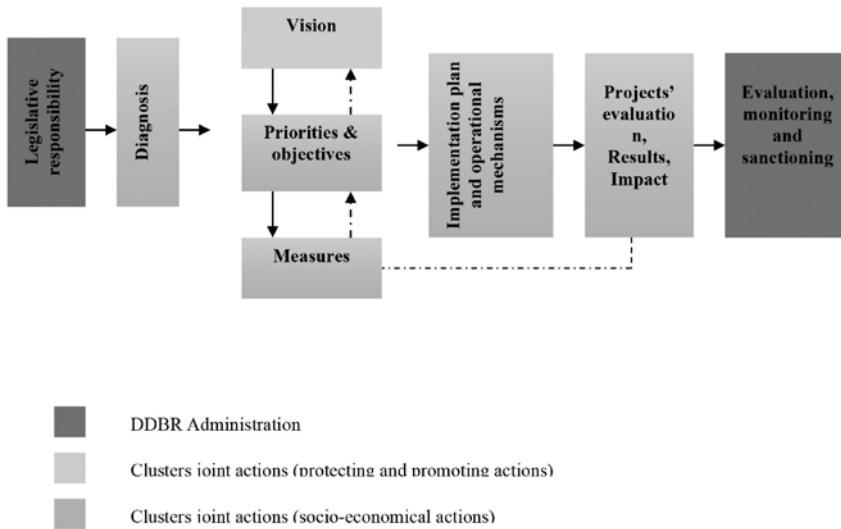 Legislative
responsibility
Diagnosis
Vision
Priorities &
objectives
Measures
Implementation plan
and operational
mechanisms
Projects'
evaluatio
n,
Results,
Impact
Evaluation,
monitoring
and
sanctioning
DDBR Administration
Clusters joint actions (protecting and promoting actions)
Clusters joint actions (socio-economical actions)